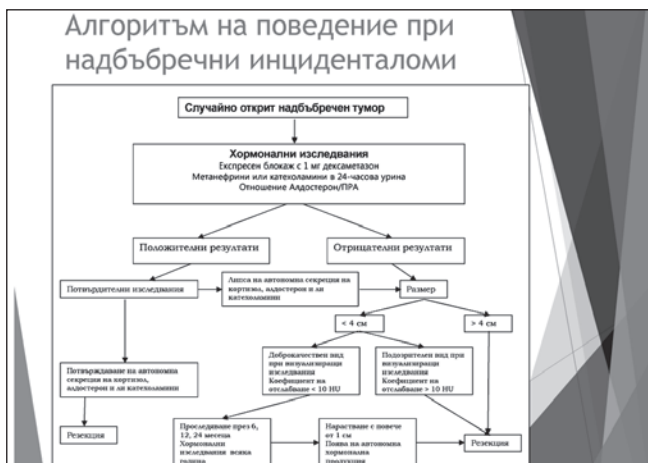 Алгоритъм на поведение при
надбъбречни инциденталоми
Случайно открит надбъбречен тумор
Хормонални изследвания
Експресен блокаж с 1 мг дексаметазон
Метанефрини или катехоламини в 24-часова урина
Отношение Алдостерон/ПРА
Положителни резултати
Отрицателни резултати
Потвърдителни изследвания
Липса на автономна секреция на
кортизол, алдостерон и ли
катехоламини
Размер
< 4 см
> 4 см
Потвърждаване на автономна
секреция на кортизол,
алдостерон и ли катехоламини
Доброкачествен вид
при визуализиращи
изследвания
Коефициент на
отслабване < 10 HU
Подозрителен вид при
визуализиращи
изследвания
Коефициент на
отслабване > 10 HU
Резекция
Проследяване през 6,
12, 24 месеца
Хормонални
изследвания всяка
година
Нарастване с повече
от 1 см
Поява на автономна
хормонална
продукция
Резекция